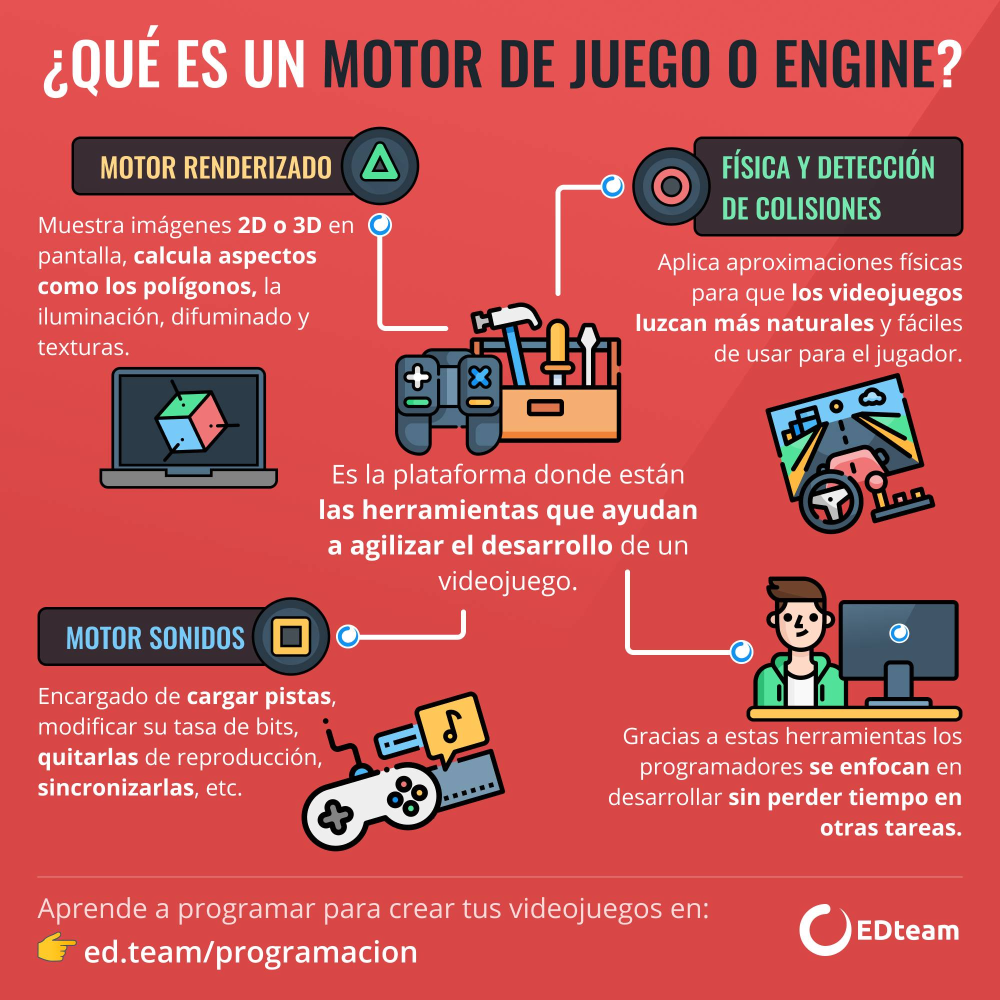 ¿QUÉ ES UN MOTOR DE JUEGO O ENGINE?
MOTOR RENDERIZADO
Muestra imágenes 2D o 3D en
pantalla, calcula aspectos
como los polígonos, la
iluminación, difuminado y
texturas.
FÍSICA Y DETECCIÓN
DE COLISIONES
Aplica aproximaciones físicas
para que los videojuegos
luzcan más naturales y fáciles
de usar para el jugador.
Es la plataforma donde están
las herramientas que ayudan
a agilizar el desarrollo de un
videojuego.
MOTOR SONIDOS
Encargado de cargar pistas,
modificar su tasa de bits,
quitarlas de reproducción,
sincronizarlas, etc.
Gracias a estas herramientas los
programadores se enfocan en
desarrollar sin perder tiempo en
otras tareas.
Aprende a programar para crear tus videojuegos en:
ed.team/programacion
EDteam